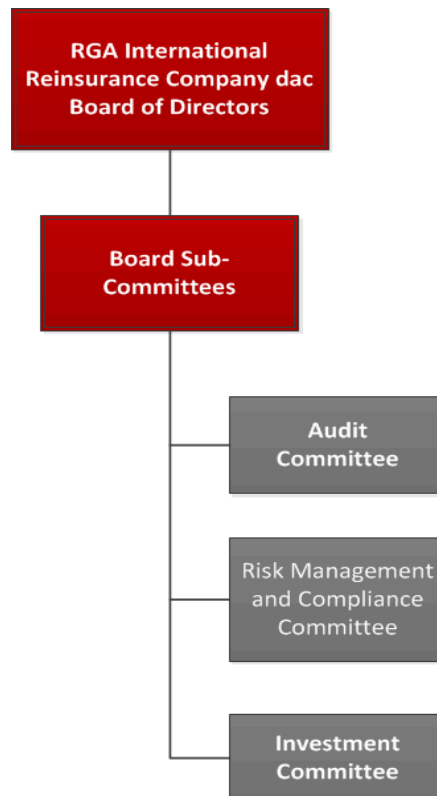 RGA International
Reinsurance Company dac
Board of Directors
Board Sub-
Committees
Audit
Committee
Risk Management
and Compliance
Committee
Investment
Committee